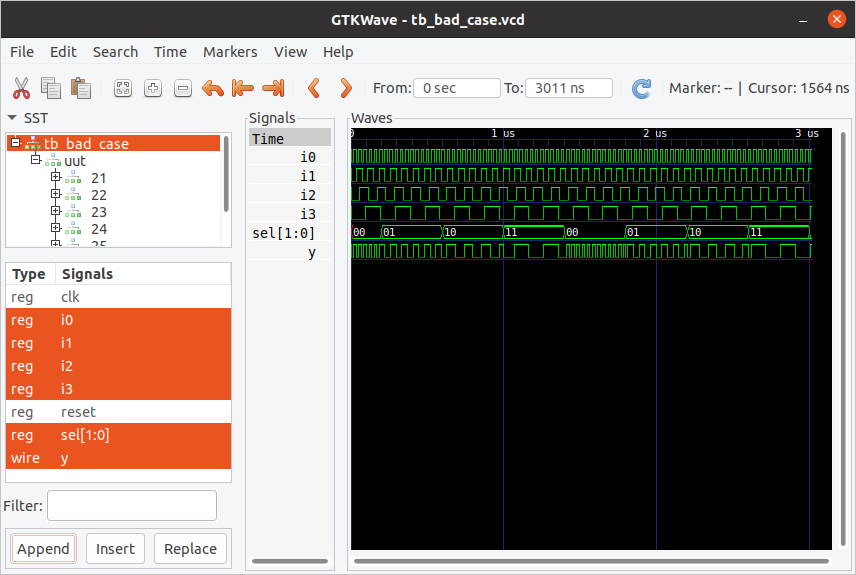 GTKWave - tb_bad_case.vcd
File Edit Search Time Markers View Help
From: 0 sec To: 3011 ns Marker: -- | Cursor: 1564 ns
SST
tb_bad_case
uut
21
22
23
24
25
Type Signals
reg clk
reg i0
reg i1
reg i2
reg i3
reg reset
reg sel[1:0]
wire y
Filter:
Append Insert Replace
Signals
Time
i0
i1
i2
i3
sel[1:0]
y
Waves
0 1 us 2 us 3 us
00 01 10 11 00 01 10 11